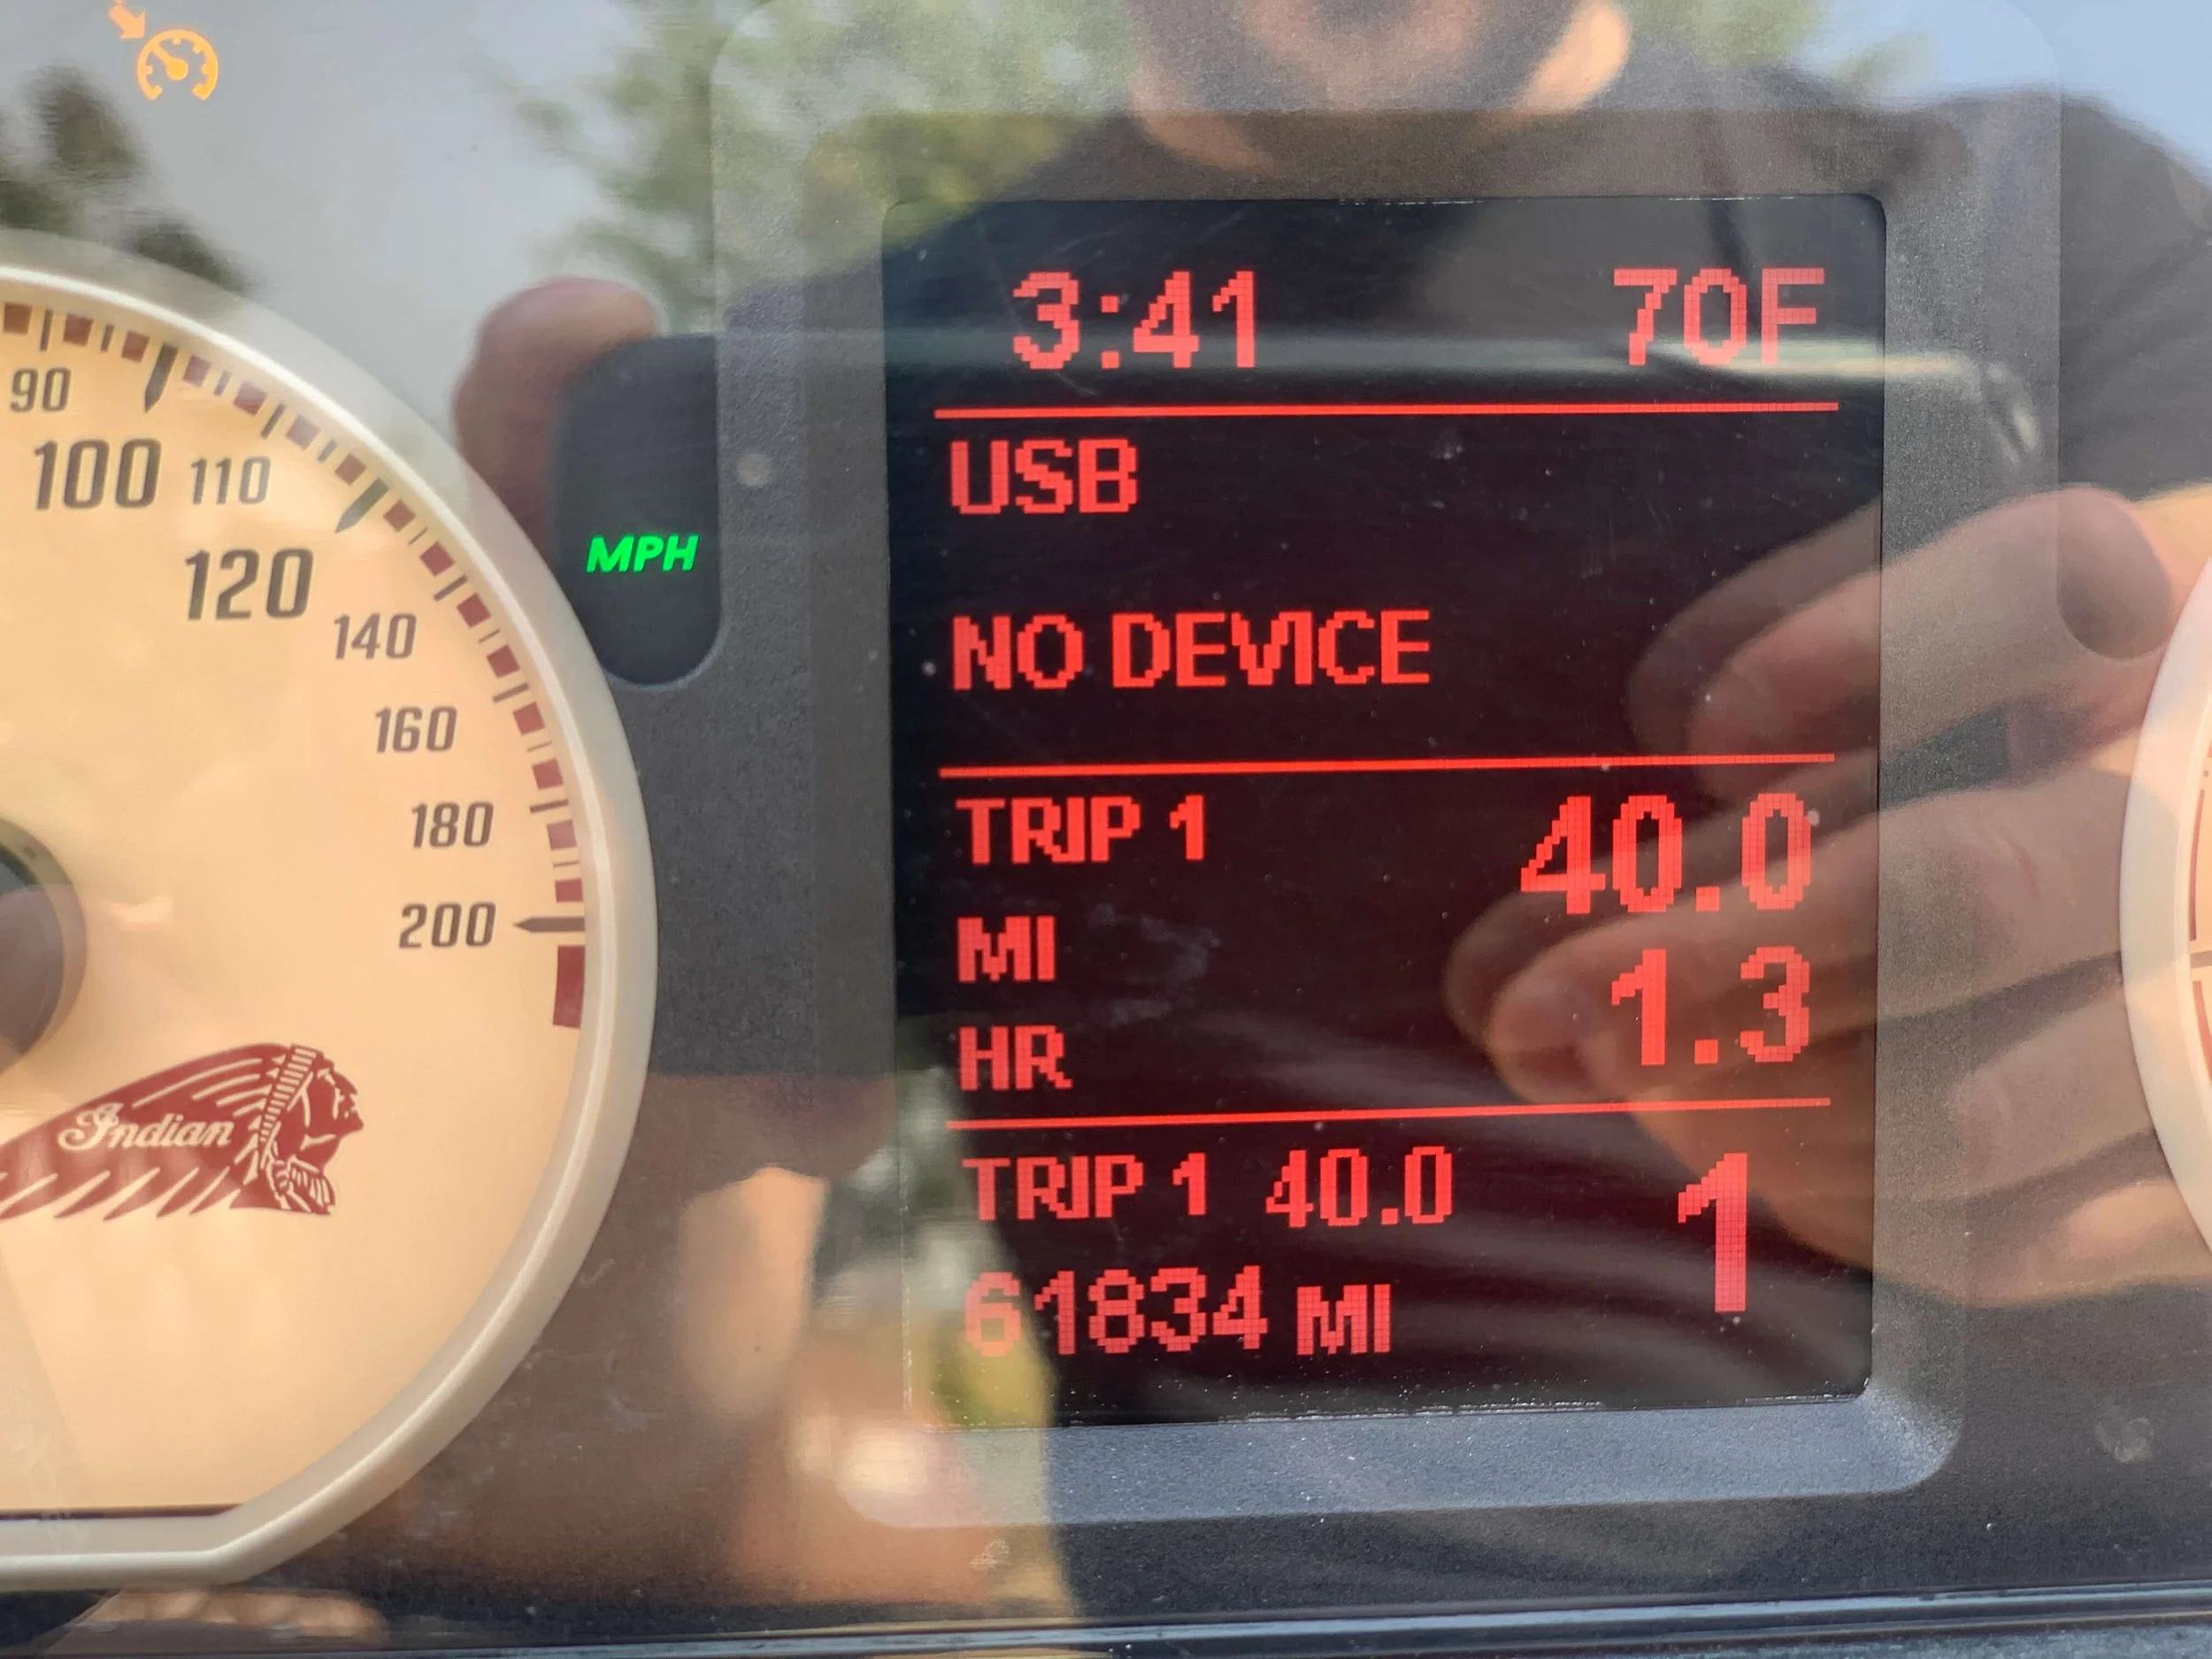 3:41 70F
USB
NO DEVICE
TRIP 1 40.0
MI 1.3
HR
TRIP 1 40.0 1
61834 MI
MPH
90
100 110
120
140
160
180
200
Indian